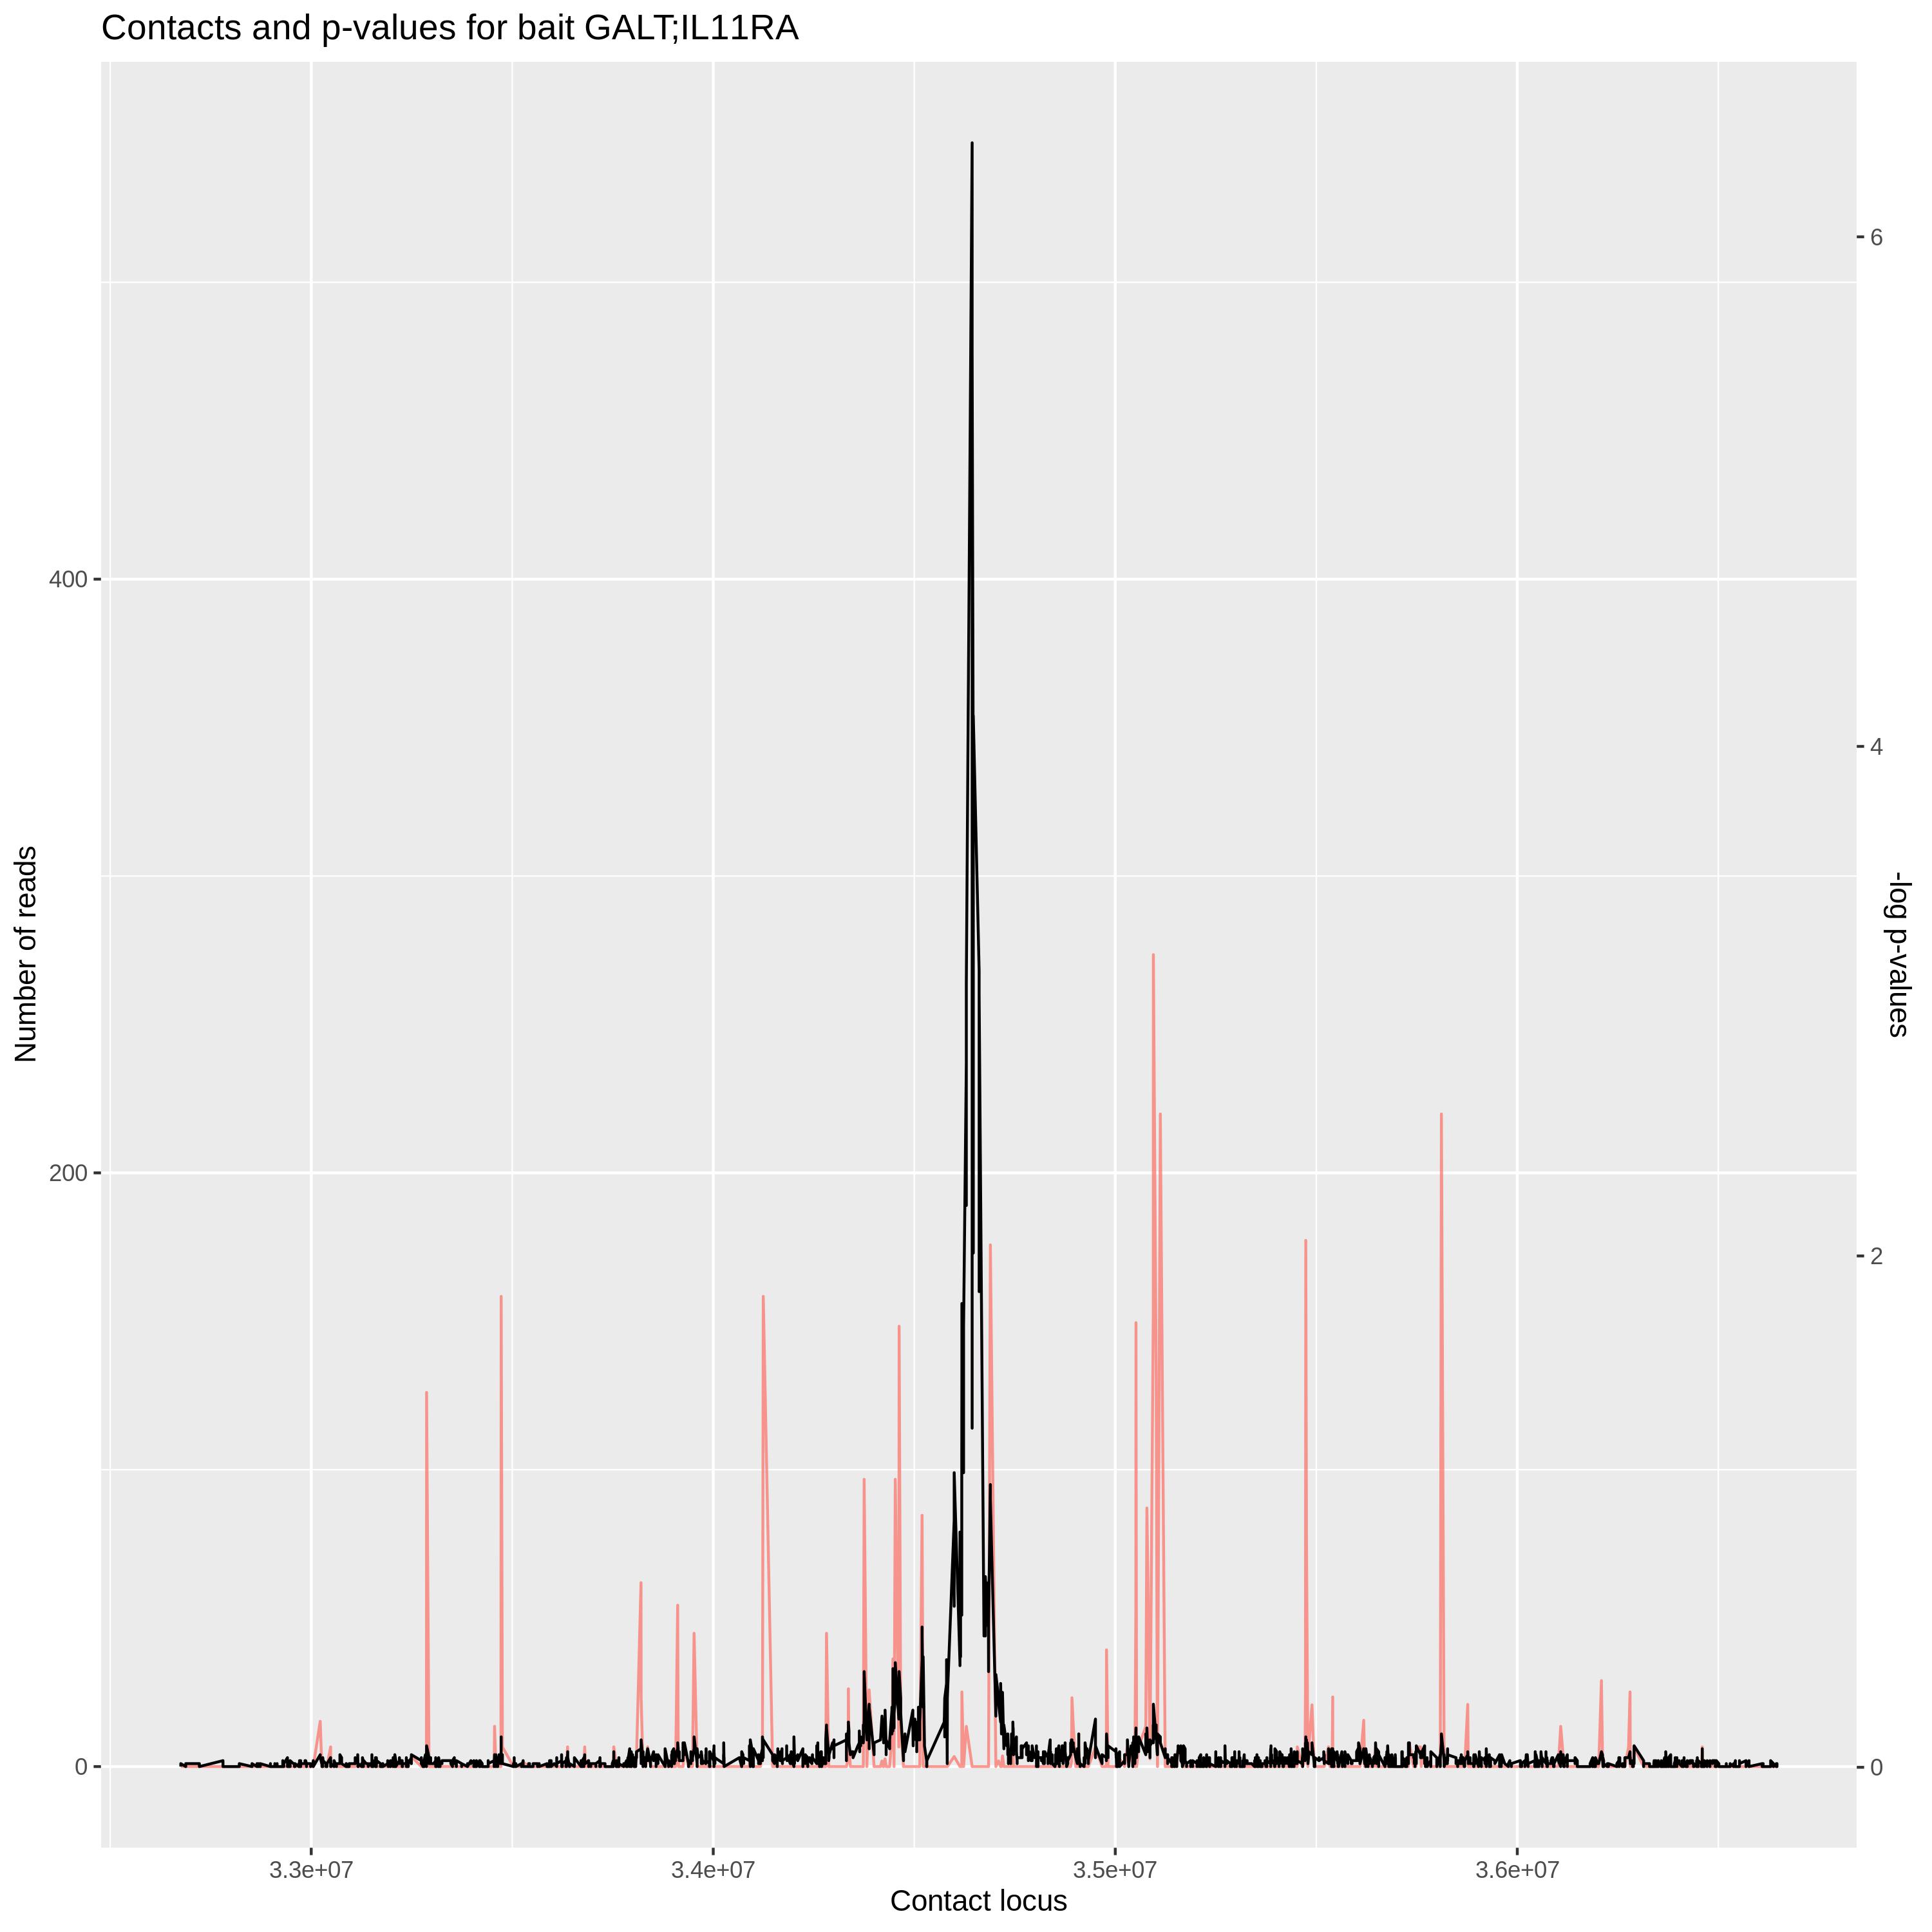 Contacts and p-values for bait GALT;IL11RA
6
400
4
Number of reads
-log p-values
200
2
0
0
3.3e+07
3.4e+07
3.5e+07
3.6e+07
Contact locus